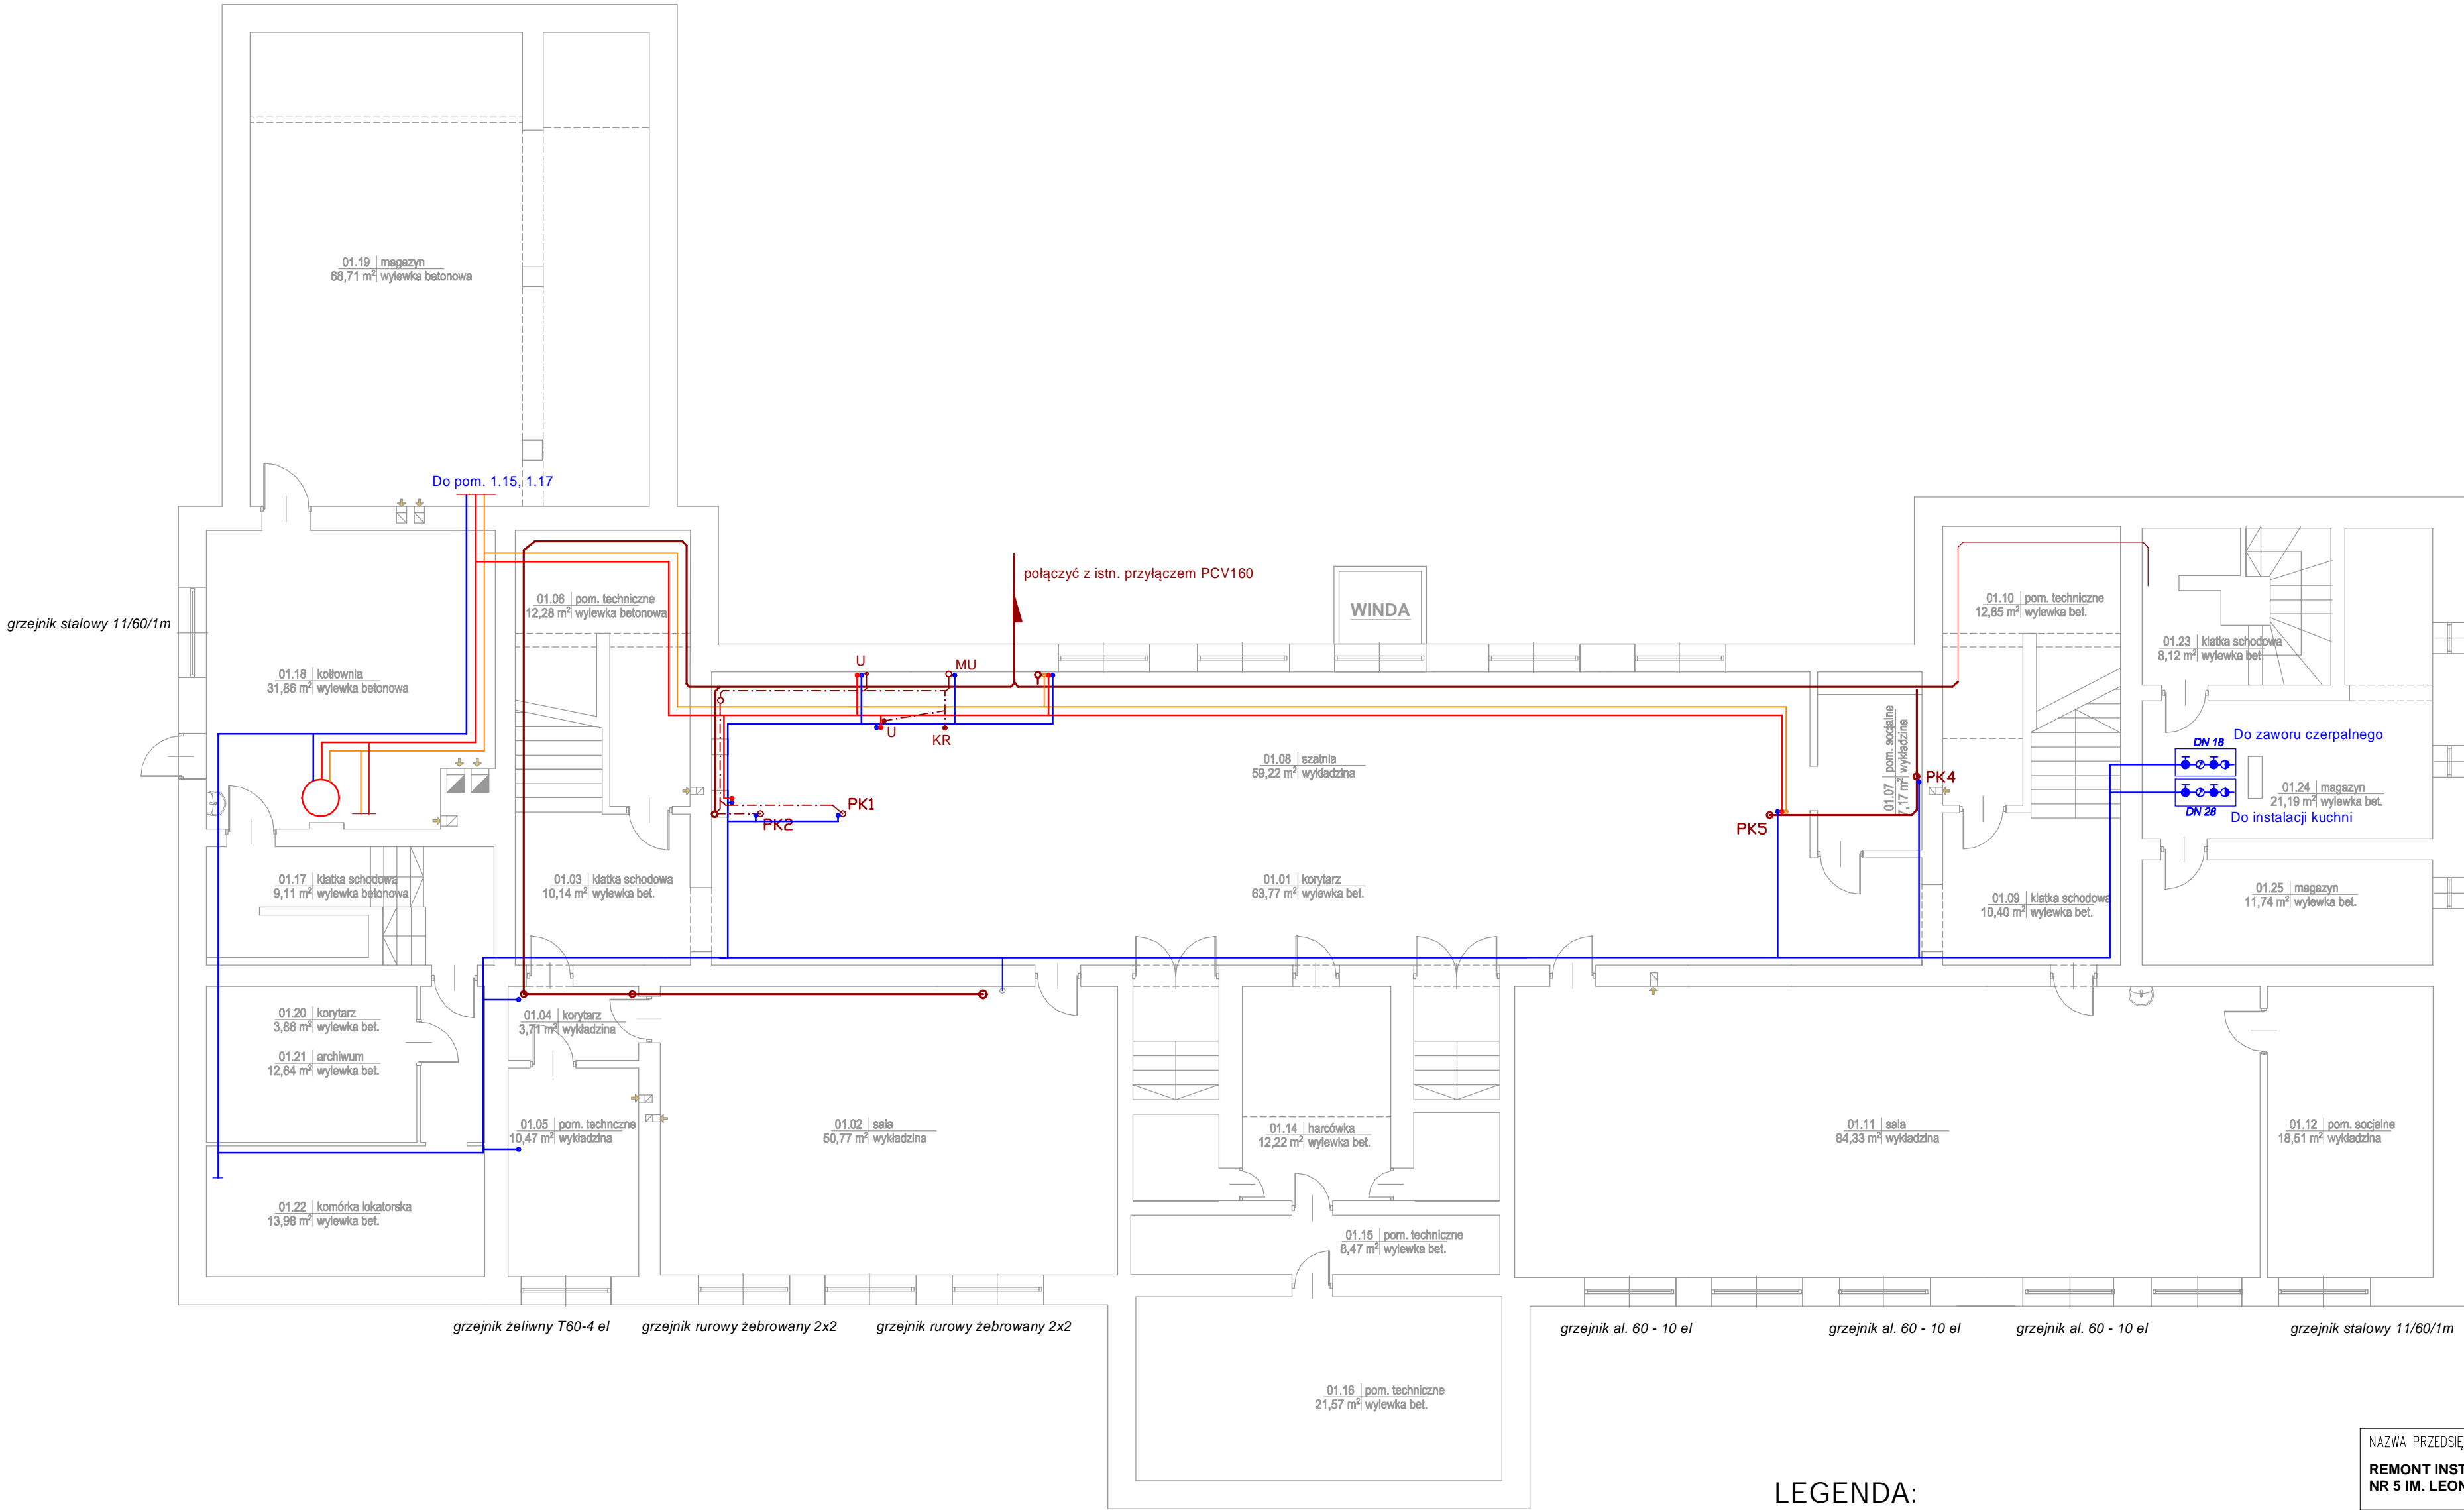 01.19 magazyn
68,71 m² wylewka betonowa
Do pom. 1.15, 1.17
grzejnik stalowy 11/60/1m
01.18 kotłownia
31,86 m² wylewka betonowa
01.06 pom. techniczne
12,28 m² wylewka betonowa
połączyć z istn. przyłączem PCV160
WINDA
U
MU
U
KR
01.08 szatnia
59,22 m² wykładzina
PK1
PK2
01.07 pom. socjalne
7,17 m² wykładzina
PK4
PK5
01.10 pom. techniczne
12,65 m² wylewka bet.
01.23 klatka schodowa
8,12 m² wylewka bet.
DN 18
Do zaworu czerpalnego
01.24 magazyn
21,19 m² wylewka bet.
DN 28
Do instalacji kuchni
01.17 klatka schodowa
9,11 m² wylewka betonowa
01.03 klatka schodowa
10,14 m² wylewka bet.
01.01 korytarz
63,77 m² wylewka bet.
01.09 klatka schodowa
10,40 m² wylewka bet.
01.25 magazyn
11,74 m² wylewka bet.
01.20 korytarz
3,86 m² wylewka bet.
01.21 archiwum
12,64 m² wylewka bet.
01.04 korytarz
3,71 m² wykładzina
01.05 pom. technczne
10,47 m² wykładzina
01.02 sala
50,77 m² wykładzina
01.14 harcówka
12,22 m² wylewka bet.
01.11 sala
84,33 m² wykładzina
01.12 pom. socjalne
18,51 m² wykładzina
01.22 komórka lokatorska
13,98 m² wylewka bet.
01.15 pom. techniczne
8,47 m² wylewka bet.
grzejnik żeliwny T60-4 el
grzejnik rurowy żebrowany 2x2
grzejnik rurowy żebrowany 2x2
grzejnik al. 60 - 10 el
grzejnik al. 60 - 10 el
grzejnik al. 60 - 10 el
grzejnik stalowy 11/60/1m
01.16 pom. techniczne
21,57 m² wylewka bet.
LEGENDA:
NAZWA PRZEDSIĘ
REMONT INST
NR 5 IM. LEON